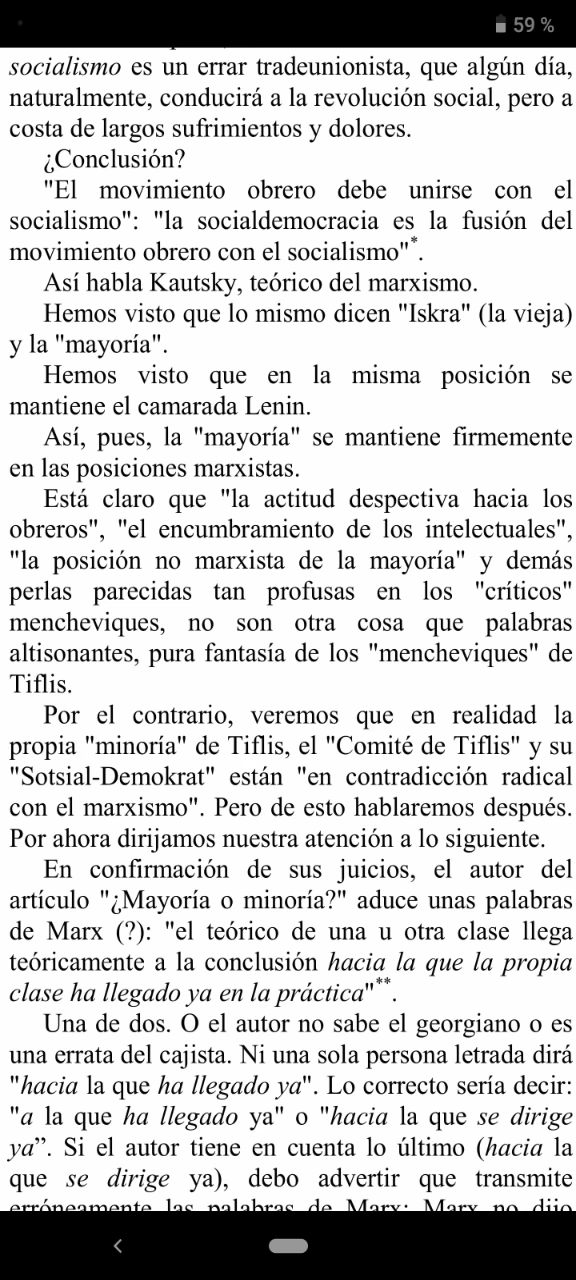 59 %
socialismo es un errar tradeunionista, que algún día,
naturalmente, conducirá a la revolución social, pero a
costa de largos sufrimientos y dolores.
¿Conclusión?
"El movimiento obrero debe unirse con el
socialismo": "la socialdemocracia es la fusión del
movimiento obrero con el socialismo"*.
Así habla Kautsky, teórico del marxismo.
Hemos visto que lo mismo dicen "Iskra" (la vieja)
y la "mayoría".
Hemos visto que en la misma posición se
mantiene el camarada Lenin.
Así, pues, la "mayoría" se mantiene firmemente
en las posiciones marxistas.
Está claro que "la actitud despectiva hacia los
obreros", "el encumbramiento de los intelectuales",
"la posición no marxista de la mayoría" y demás
perlas parecidas tan profusas en los "críticos"
mencheviques, no son otra cosa que palabras
altisonantes, pura fantasía de los "mencheviques" de
Tiflis.
Por el contrario, veremos que en realidad la
propia "minoría" de Tiflis, el "Comité de Tiflis" y su
"Sotsial-Demokrat" están "en contradicción radical
con el marxismo". Pero de esto hablaremos después.
Por ahora dirijamos nuestra atención a lo siguiente.
En confirmación de sus juicios, el autor del
artículo "¿Mayoría o minoría?" aduce unas palabras
de Marx (?): "el teórico de una u otra clase llega
teóricamente a la conclusión hacia la que la propia
clase ha llegado ya en la práctica"**.
Una de dos. O el autor no sabe el georgiano o es
una errata del cajista. Ni una sola persona letrada dirá
"hacia la que ha llegado ya". Lo correcto sería decir:
"a la que ha llegado ya" o "hacia la que se dirige
ya”. Si el autor tiene en cuenta lo último (hacia la
que se dirige ya), debo advertir que transmite
erróneamente las palabras de Marx: Marx no dijo